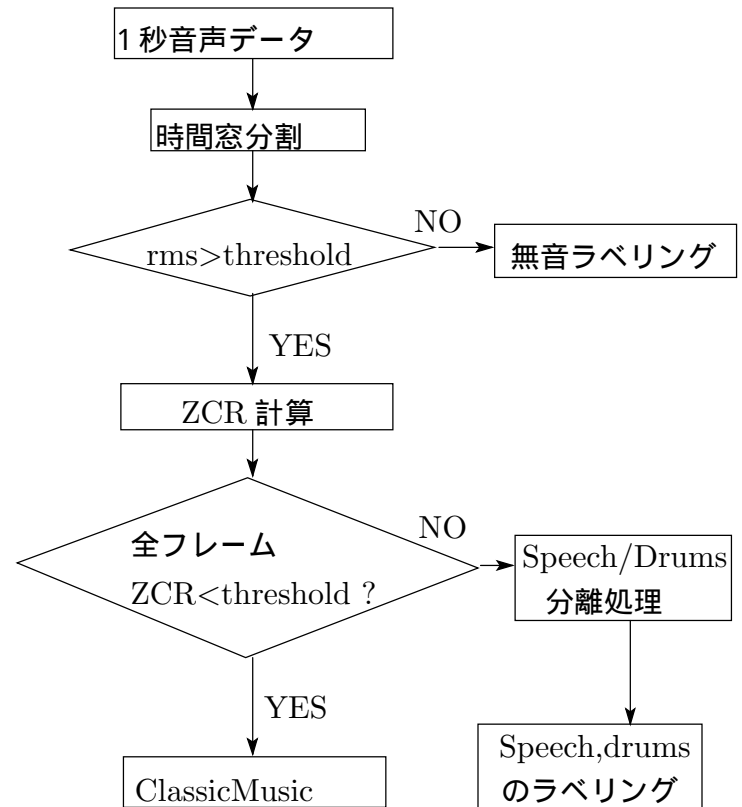 1 秒音声データ
時間窓分割
rms>threshold
NO
無音ラベリング
YES
ZCR 計算
全フレーム
ZCR<threshold ?
NO
Speech/Drums
分離処理
YES
ClassicMusic
Speech,drums
のラベリング